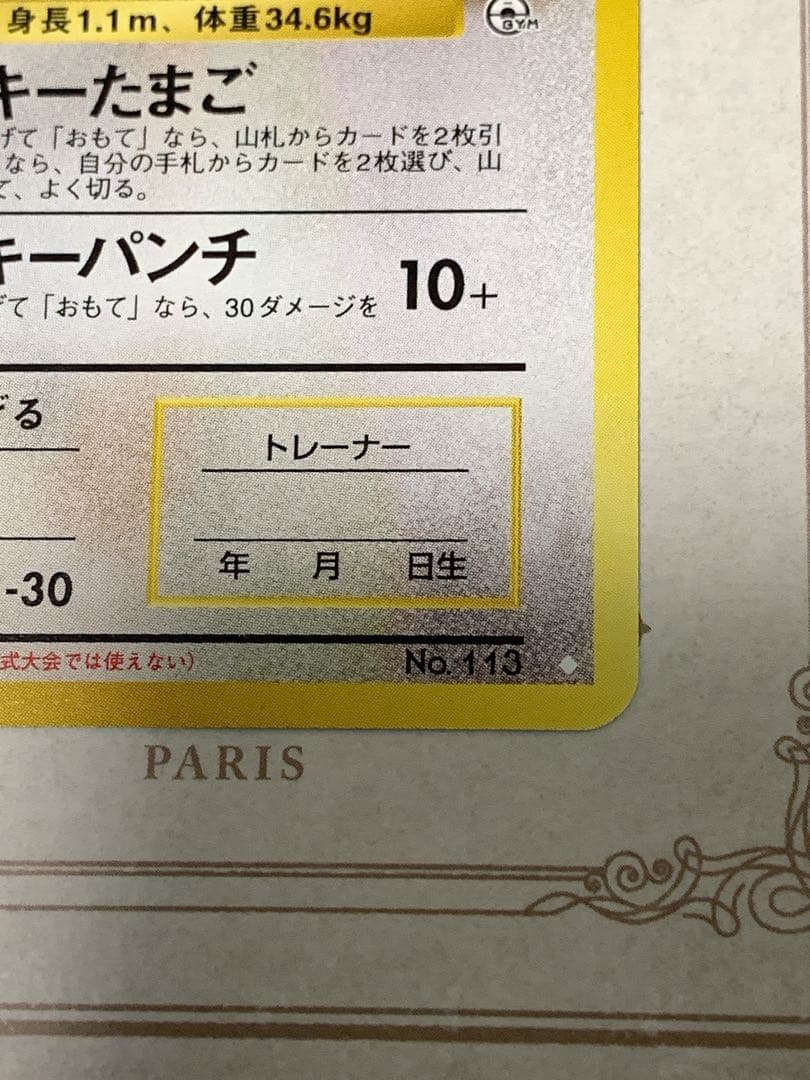 身長1.1m、体重34.6kg
GYM
キーたまご
げて「おもて」なら、山札からカードを2枚引
なら、自分の手札からカードを2枚選び、山
て、よく切る。
キーパンチ
10+
げて「おもて」なら、30ダメージを
げる
トレーナー
年 月 日生
-30
式大会では使えない)
No. 113
PARIS